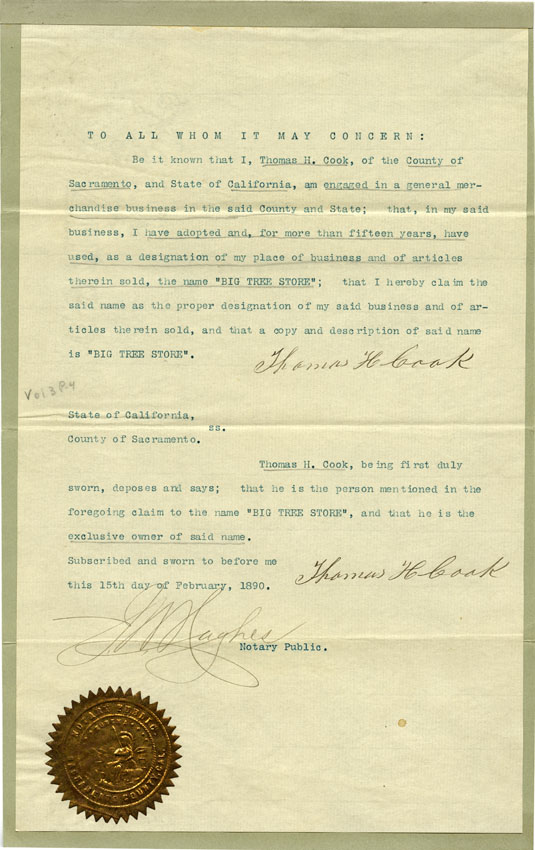 TO ALL WHOM IT MAY CONCERN:
Be it known that I, Thomas H. Cook, of the County of
Sacramento, and State of California, am engaged in a general mer-
chandise business in the said County and State; that, in my said
business, I have adopted and, for more than fifteen years, have
used, as a designation of my place of business and of articles
therein sold, the name "BIG TREE STORE"; that I hereby claim the
said name as the proper designation of my said business and of ar-
ticles therein sold, and that a copy and description of said name
is "BIG TREE STORE".
Thomas H Cook
Vol 3 P.4
State of California,
ss.
County of Sacramento.
Thomas H. Cook, being first duly
sworn, deposes and says; that he is the person mentioned in the
foregoing claim to the name "BIG TREE STORE", and that he is the
exclusive owner of said name.
Subscribed and sworn to before me
this 15th day of February, 1890.
Thomas H Cook
Hughes
Notary Public.
NOTARY PUBLIC
SACRAMENTO COUNTY, CAL.